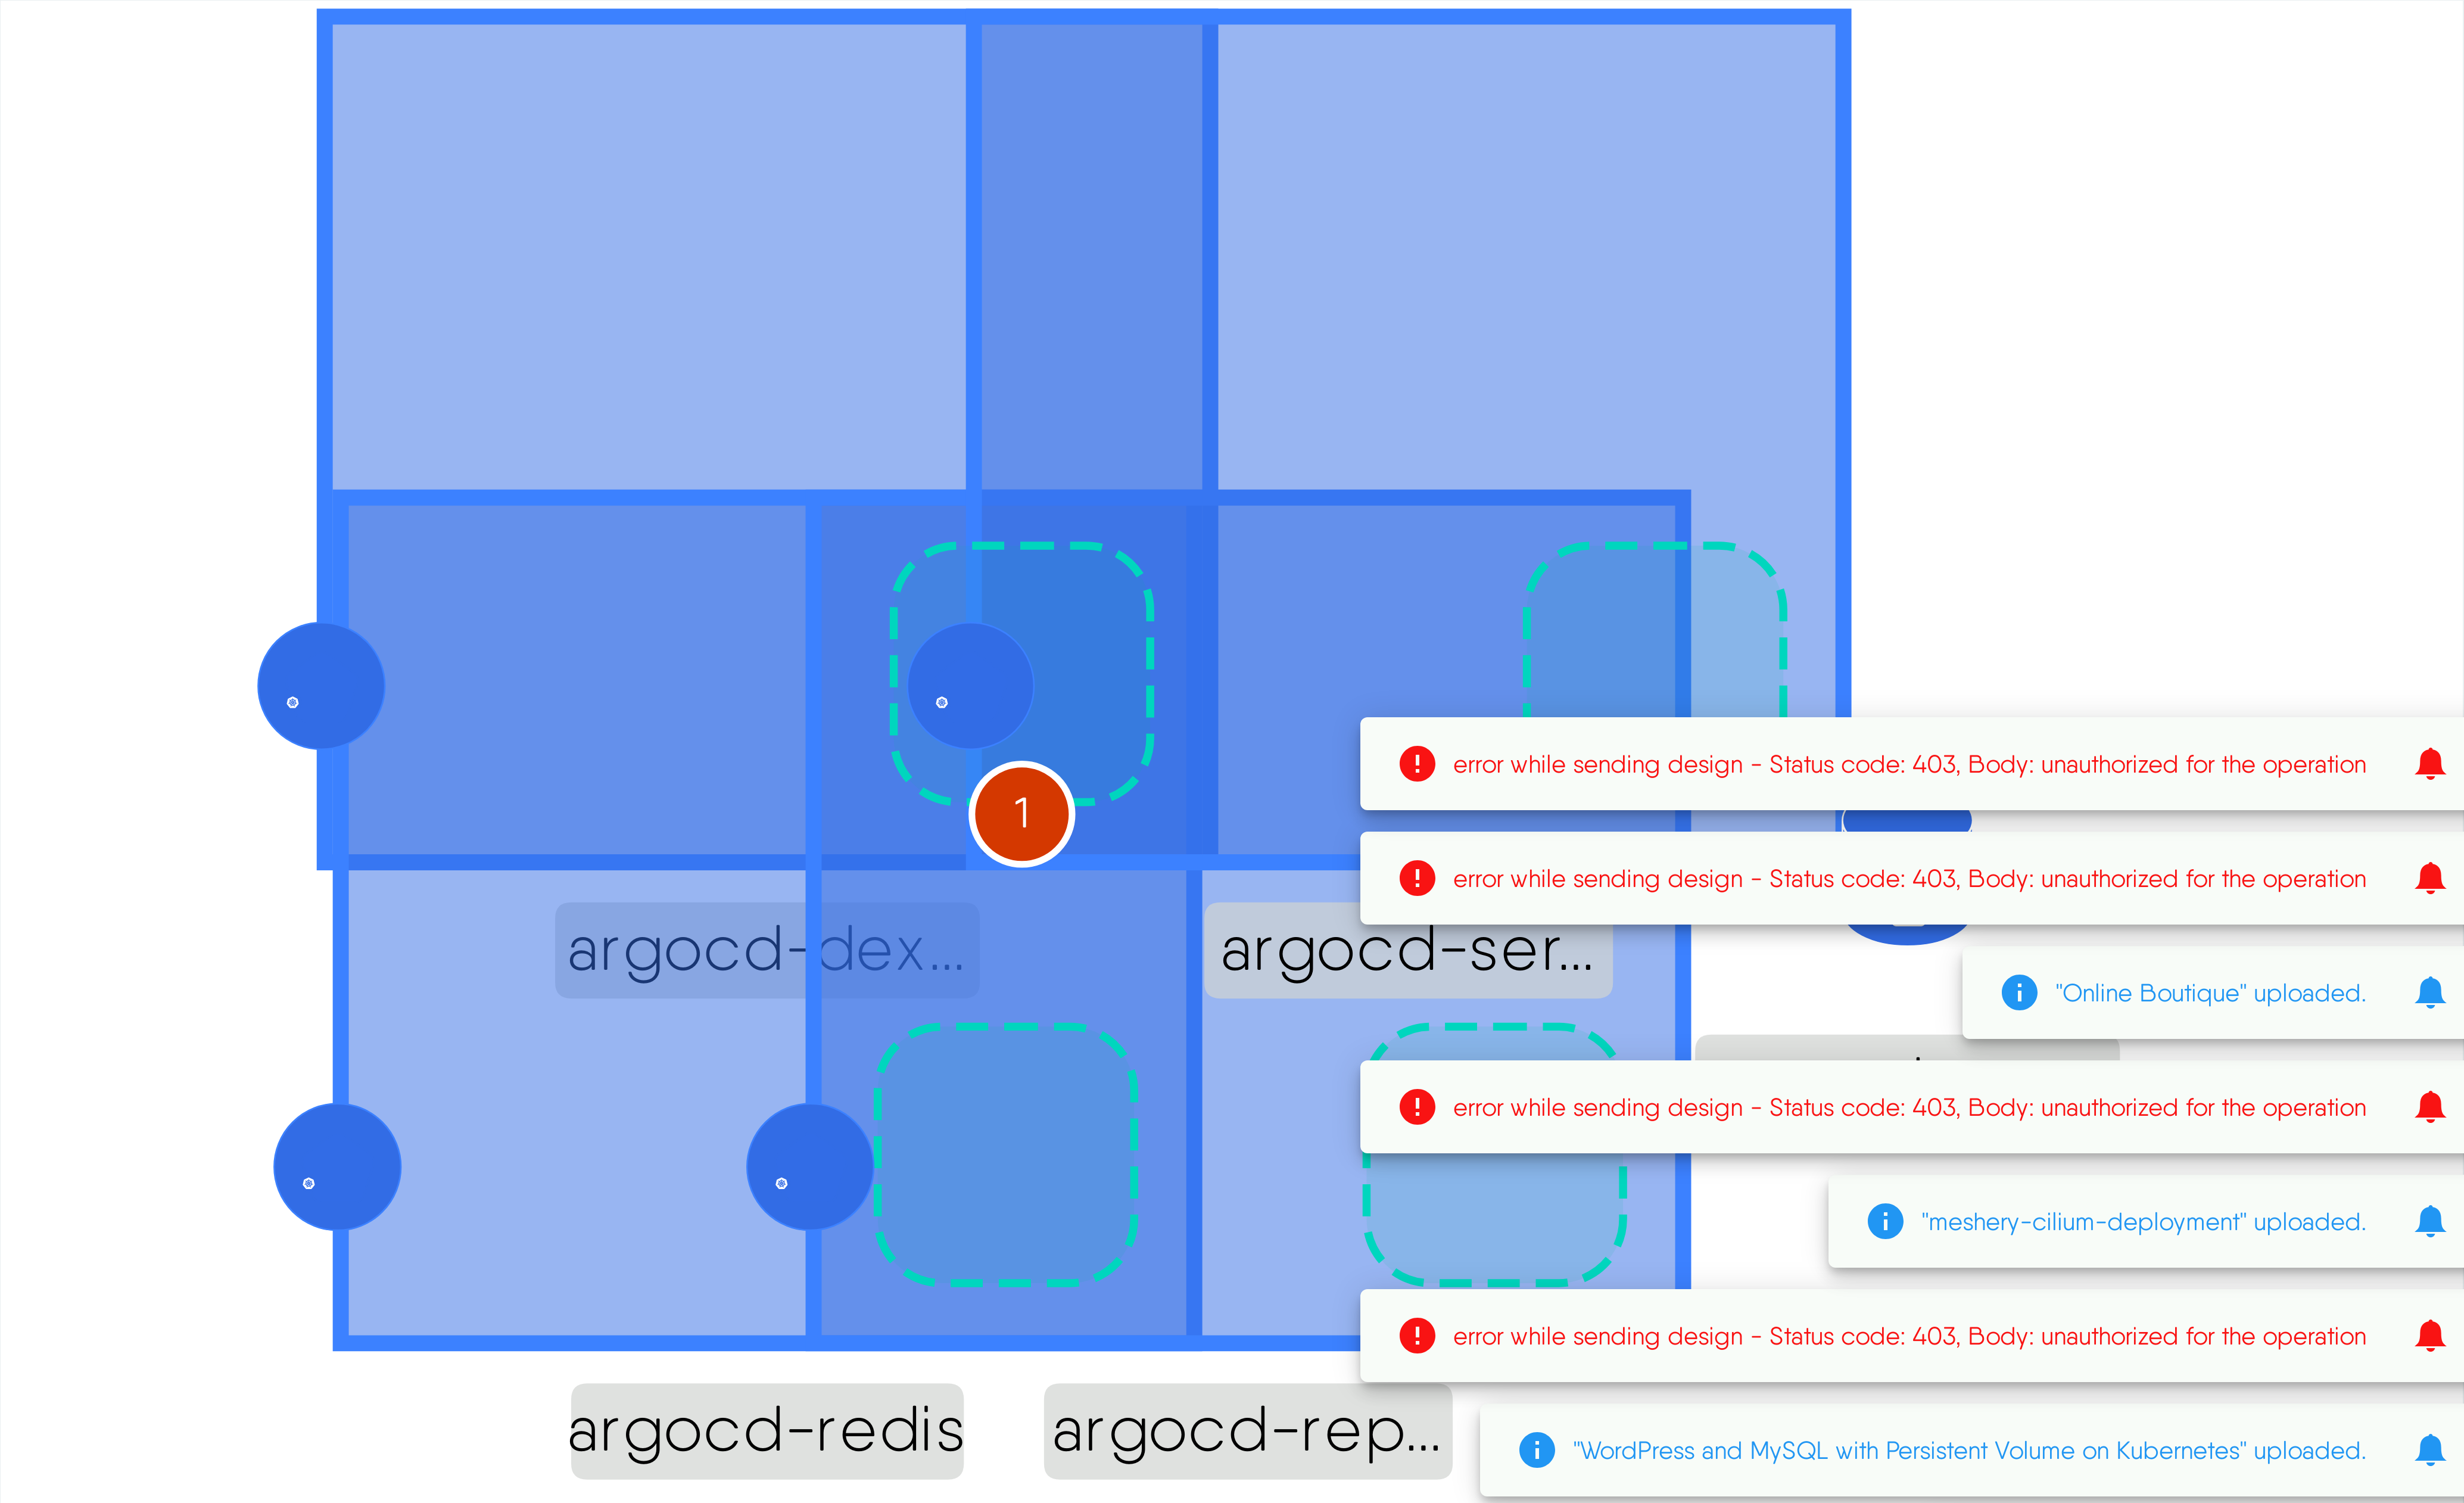 1
error while sending design - Status code: 403, Body: unauthorized for the operation
error while sending design - Status code: 403, Body: unauthorized for the operation
argocd-dex...
argocd-ser...
"Online Boutique" uploaded.
error while sending design - Status code: 403, Body: unauthorized for the operation
"meshery-cilium-deployment" uploaded.
error while sending design - Status code: 403, Body: unauthorized for the operation
argocd-redis
argocd-rep...
"WordPress and MySQL with Persistent Volume on Kubernetes" uploaded.